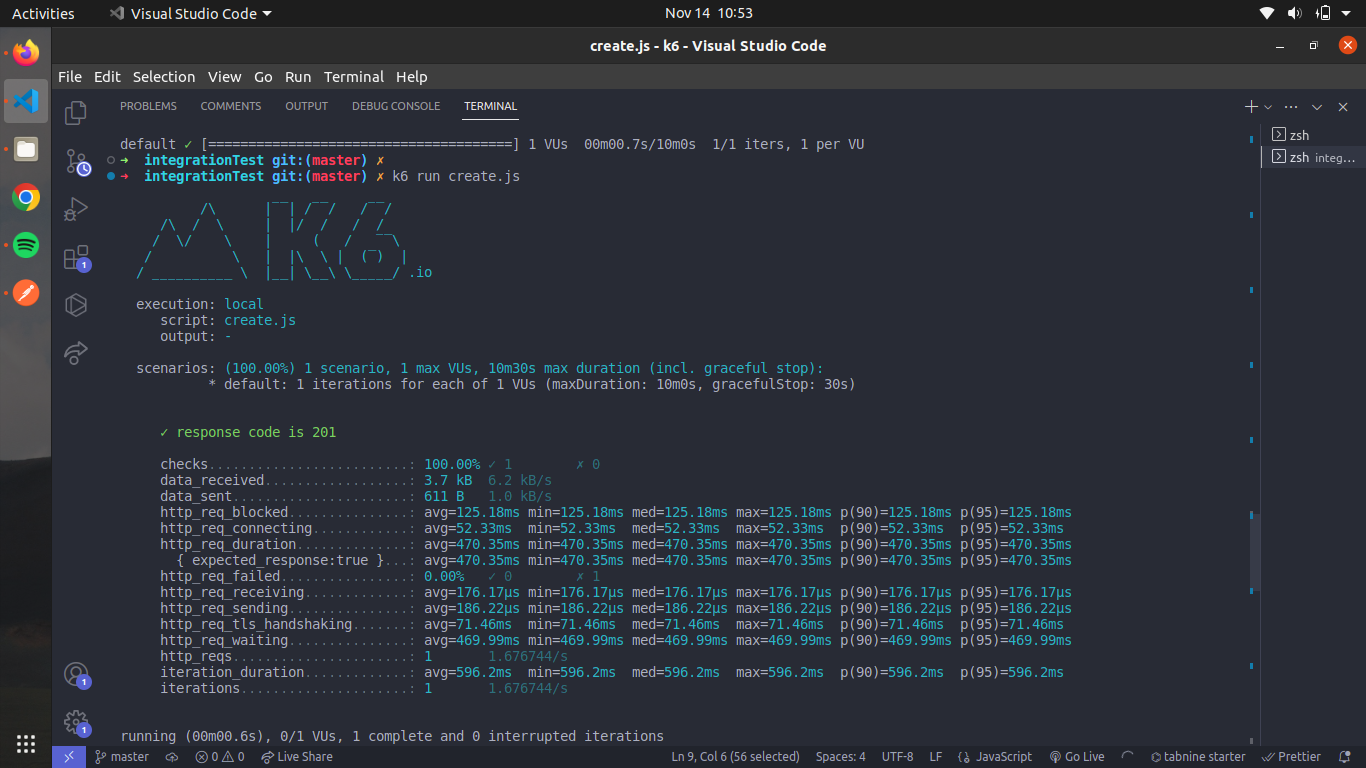 Activities
Visual Studio Code
Nov 14 10:53
create.js - k6 - Visual Studio Code
File Edit Selection View Go Run Terminal Help
PROBLEMS COMMENTS OUTPUT DEBUG CONSOLE TERMINAL
zsh
zsh integ...
default ✓ [======================================] 1 VUs  00m00.7s/10m0s  1/1 iters, 1 per VU
➜  integrationTest git:(master) ✗
➜  integrationTest git:(master) ✗ k6 run create.js
K6
.io
execution: local
script: create.js
output: -
scenarios: (100.00%) 1 scenario, 1 max VUs, 10m30s max duration (incl. graceful stop):
* default: 1 iterations for each of 1 VUs (maxDuration: 10m0s, gracefulStop: 30s)
✓ response code is 201
checks.........................: 100.00% ✓ 1        ✗ 0
data_received..................: 3.7 kB  6.2 kB/s
data_sent......................: 611 B   1.0 kB/s
http_req_blocked...............: avg=125.18ms min=125.18ms med=125.18ms max=125.18ms p(90)=125.18ms p(95)=125.18ms
http_req_connecting............: avg=52.33ms  min=52.33ms  med=52.33ms  max=52.33ms  p(90)=52.33ms  p(95)=52.33ms
http_req_duration..............: avg=470.35ms min=470.35ms med=470.35ms max=470.35ms p(90)=470.35ms p(95)=470.35ms
{ expected_response:true }...: avg=470.35ms min=470.35ms med=470.35ms max=470.35ms p(90)=470.35ms p(95)=470.35ms
http_req_failed................: 0.00%   ✓ 0        ✗ 1
http_req_receiving.............: avg=176.17µs min=176.17µs med=176.17µs max=176.17µs p(90)=176.17µs p(95)=176.17µs
http_req_sending...............: avg=186.22µs min=186.22µs med=186.22µs max=186.22µs p(90)=186.22µs p(95)=186.22µs
http_req_tls_handshaking.......: avg=71.46ms  min=71.46ms  med=71.46ms  max=71.46ms  p(90)=71.46ms  p(95)=71.46ms
http_req_waiting...............: avg=469.99ms min=469.99ms med=469.99ms max=469.99ms p(90)=469.99ms p(95)=469.99ms
http_reqs......................: 1       1.676744/s
iteration_duration.............: avg=596.2ms  min=596.2ms  med=596.2ms  max=596.2ms  p(90)=596.2ms  p(95)=596.2ms
iterations.....................: 1       1.676744/s
running (00m00.6s), 0/1 VUs, 1 complete and 0 interrupted iterations
1
1
1
master 0 0 Live Share Ln 9, Col 6 (56 selected) Spaces: 4 UTF-8 LF {} JavaScript Go Live tabnine starter Prettier